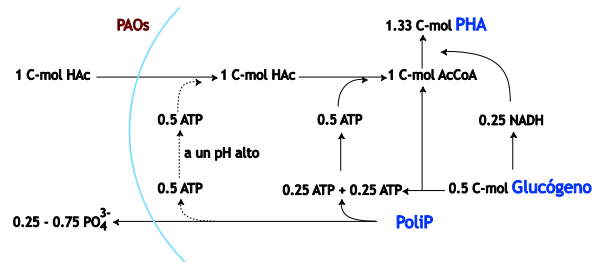 PAOs
1.33 C-mol PHA
1 C-mol HAc
1 C-mol HAc
1 C-mol AcCoA
0.5 ATP
0.5 ATP
0.25 NADH
a un pH alto
0.5 ATP
0.25 ATP + 0.25 ATP
0.5 C-mol Glucógeno
0.25 - 0.75 PO₄³⁻
PoliP